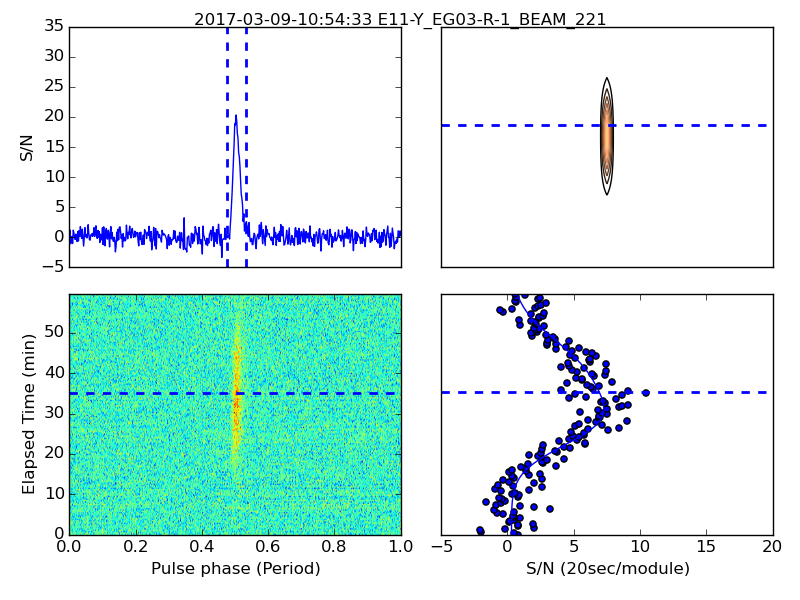 2017-03-09-10:54:33 E11-Y_EG03-R-1_BEAM_221
35
30
25
20
15
10
5
0
−5
S/N
50
40
30
20
10
0
Elapsed Time (min)
0.0 0.2 0.4 0.6 0.8 1.0
Pulse phase (Period)
−5 0 5 10 15 20
S/N (20sec/module)